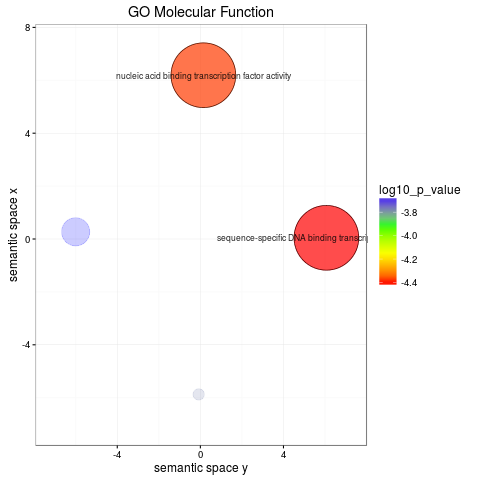 GO Molecular Function
8
nucleic acid binding transcription factor activity
4
log10_p_value
-3.8
-4.0
-4.2
-4.4
semantic space x
0
sequence-specific DNA binding transcrip
-4
-4
0
4
semantic space y